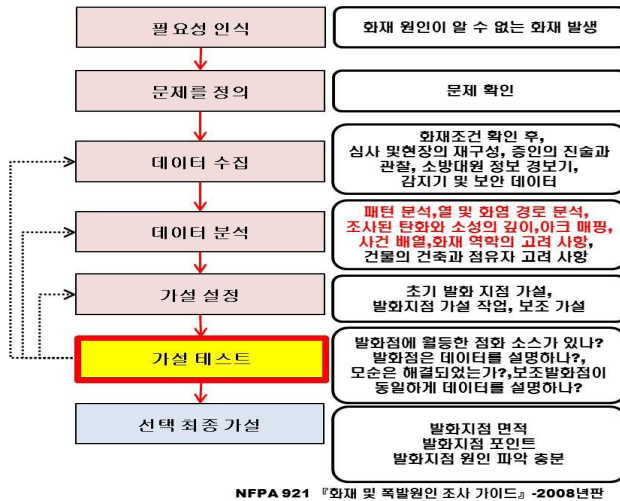 필요성 인식
화재 원인이 알 수 없는 화재 발생
문제를 정의
문제 확인
데이터 수집
화재조건 확인 후,
심사 및현장의 재구성, 증인의 진술과
관찰, 소방대원 정보 경보기,
감지기 및 보안 데이터
데이터 분석
패턴 분석,열 및 화염 경로 분석,
조사된 탄화와 소성의 깊이,아크 매핑,
사건 배열,화재 역학의 고려 사항,
건물의 건축과 점유자 고려 사항
가설 설정
초기 발화 지점 가설,
발화지점 가설 작업, 보조 가설
가설 테스트
발화점에 월등한 점화 소스가 있나?
발화점은 데이터를 설명하나?,
모순은 해결되었는가?,보조발화점이
동일하게 데이터를 설명하나?
선택 최종 가설
발화지점 면적
발화지점 포인트
발화지점 원인 파악 충분
NFPA 921 『화재 및 폭발원인 조사 가이드』-2008년판